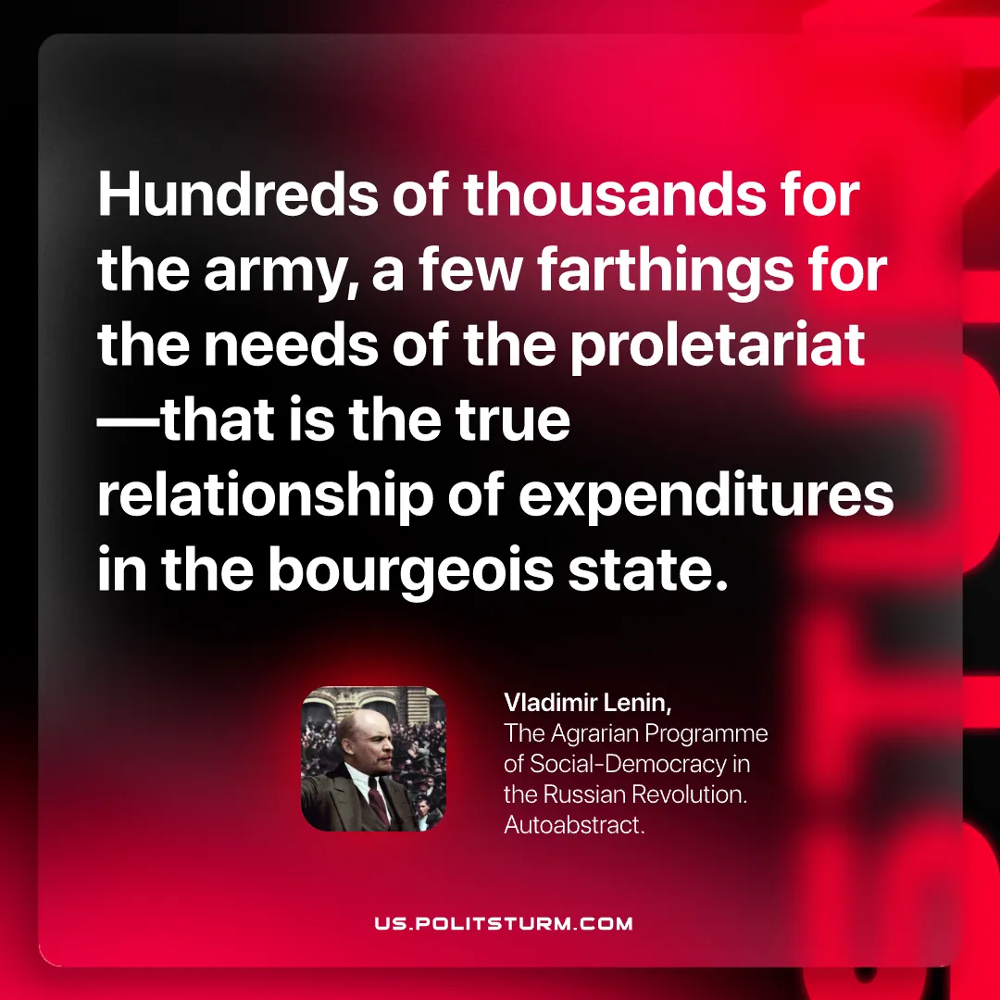 Hundreds of thousands for
the army, a few farthings for
the needs of the proletariat
—that is the true
relationship of expenditures
in the bourgeois state.
Vladimir Lenin,
The Agrarian Programme
of Social-Democracy in
the Russian Revolution.
Autoabstract.
US.POLITSTURM.COM